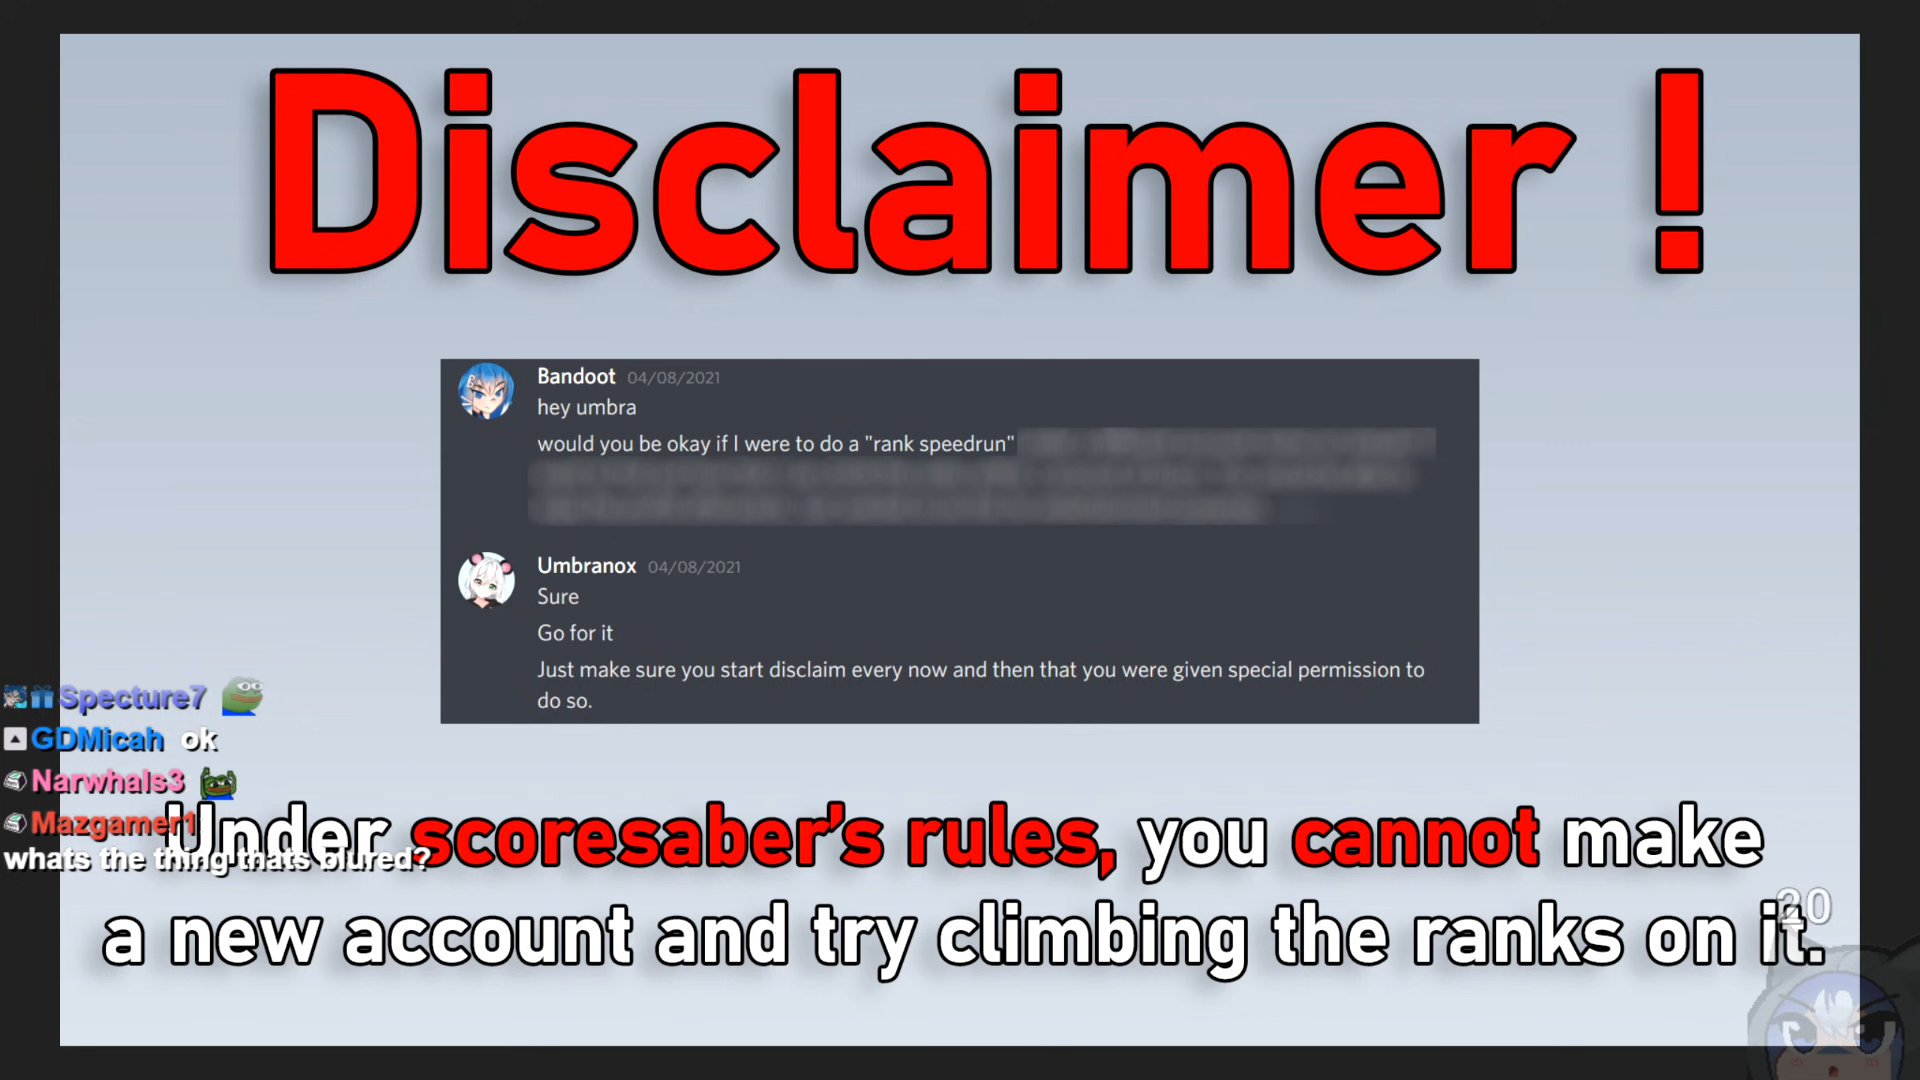 Disclaimer !
Bandoot 04/08/2021
hey umbra
would you be okay if I were to do a "rank speedrun"
Umbranox 04/08/2021
Sure
Go for it
Just make sure you start disclaim every now and then that you were given special permission to
do so.
Specture7
GDMicah ok
Narwhals3
Mazgamer1
whats the thing thats blured?
Under scoresaber's rules, you cannot make
a new account and try climbing the ranks on it.
20